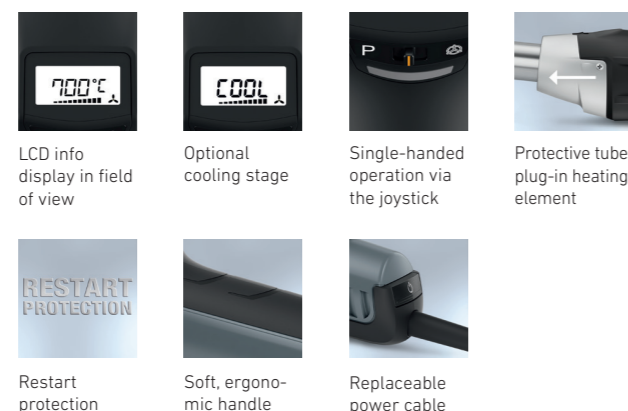 700°C
COOL
P
LCD info
display in field
of view
Optional
cooling stage
Single-handed
operation via
the joystick
Protective tube
plug-in heating
element
RESTART
PROTECTION
Restart
protection
Soft, ergono-
mic handle
Replaceable
power cable